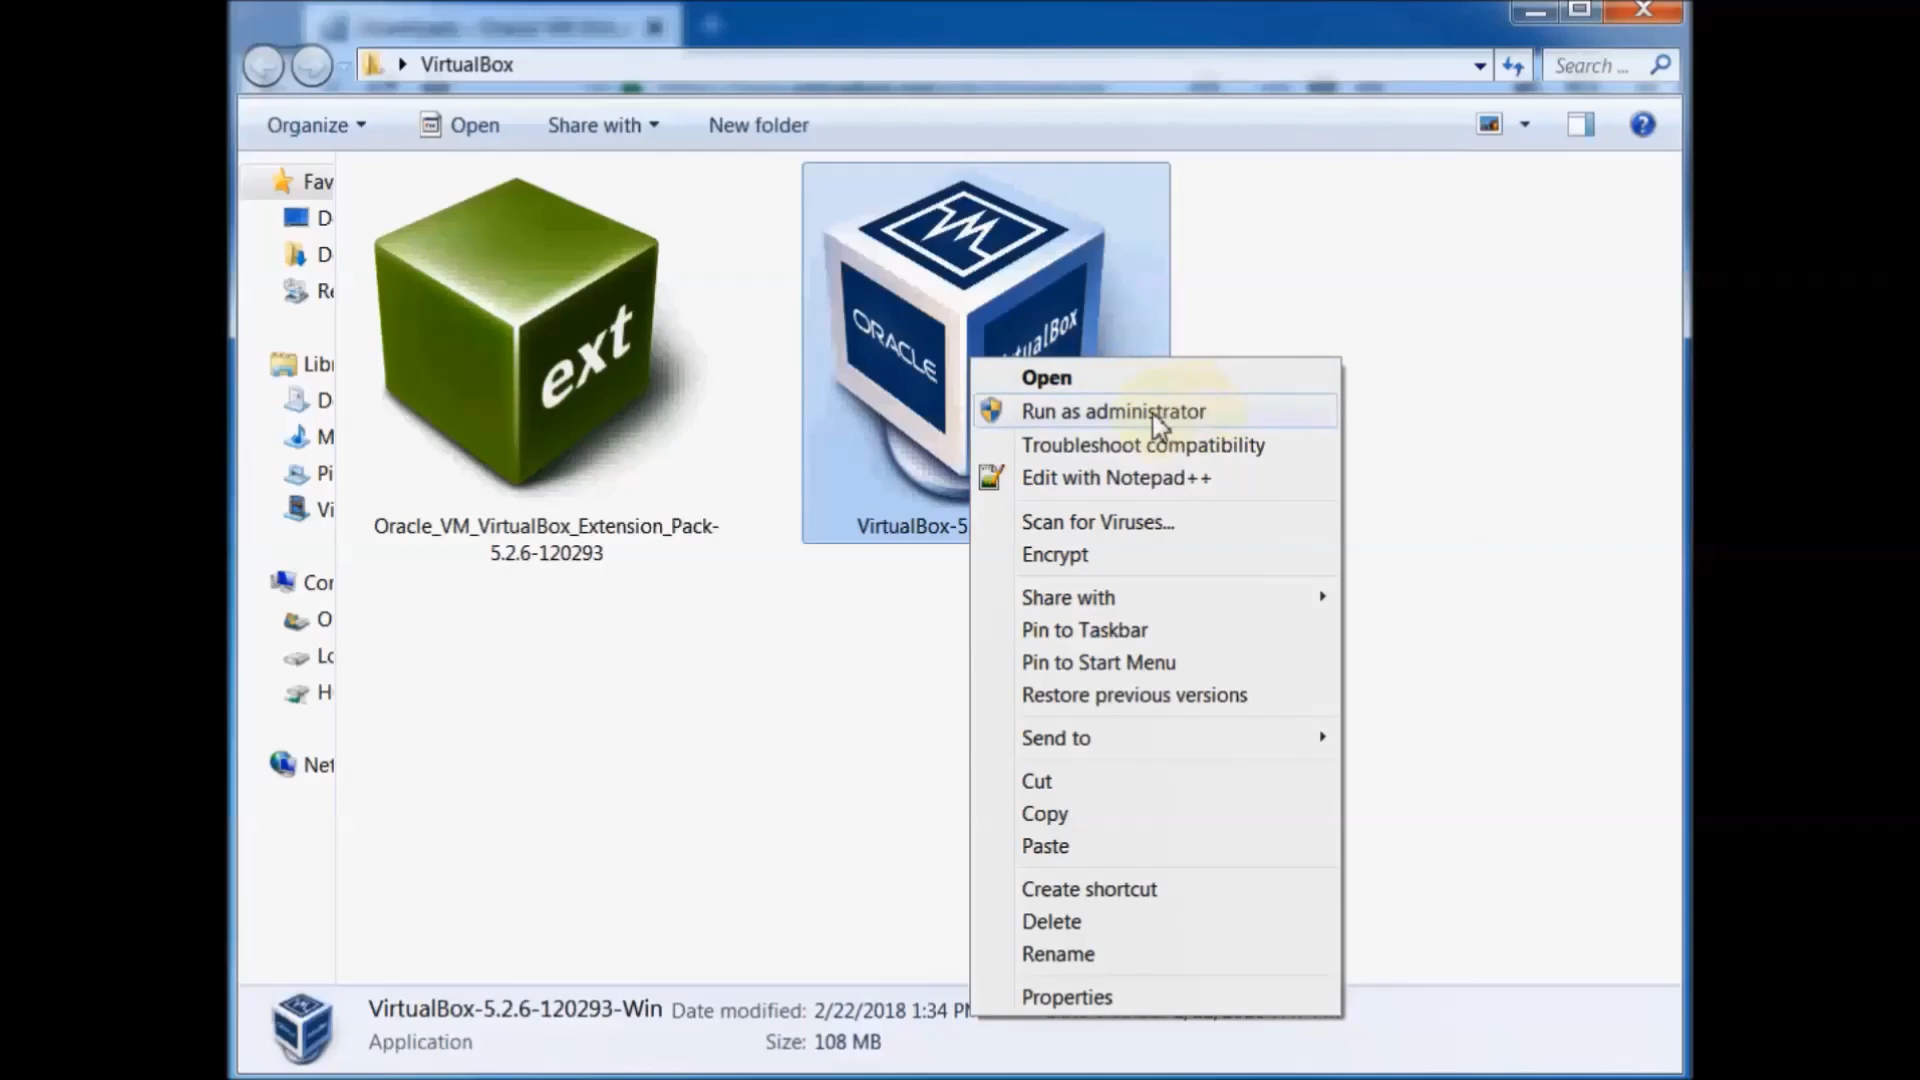 VirtualBox
Search ...
Organize
Open
Share with
New folder
Fav
D
D
Re
Lib
D
M
Pi
Vi
Con
O
Lo
H
Net
ext
ORACLE
Oracle_VM_VirtualBox_Extension_Pack-
5.2.6-120293
VirtualBox-5
Open
Run as administrator
Troubleshoot compatibility
Edit with Notepad++
Scan for Viruses...
Encrypt
Share with
Pin to Taskbar
Pin to Start Menu
Restore previous versions
Send to
Cut
Copy
Paste
Create shortcut
Delete
Rename
Properties
VirtualBox-5.2.6-120293-Win
Date modified: 2/22/2018 1:34 PM
Application
Size: 108 MB